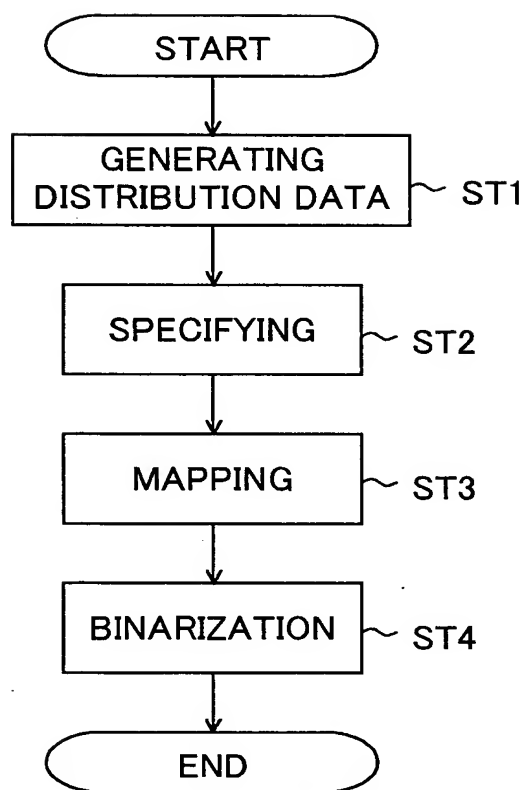 START
GENERATING
DISTRIBUTION DATA
ST1
SPECIFYING
ST2
MAPPING
ST3
BINARIZATION
ST4
END